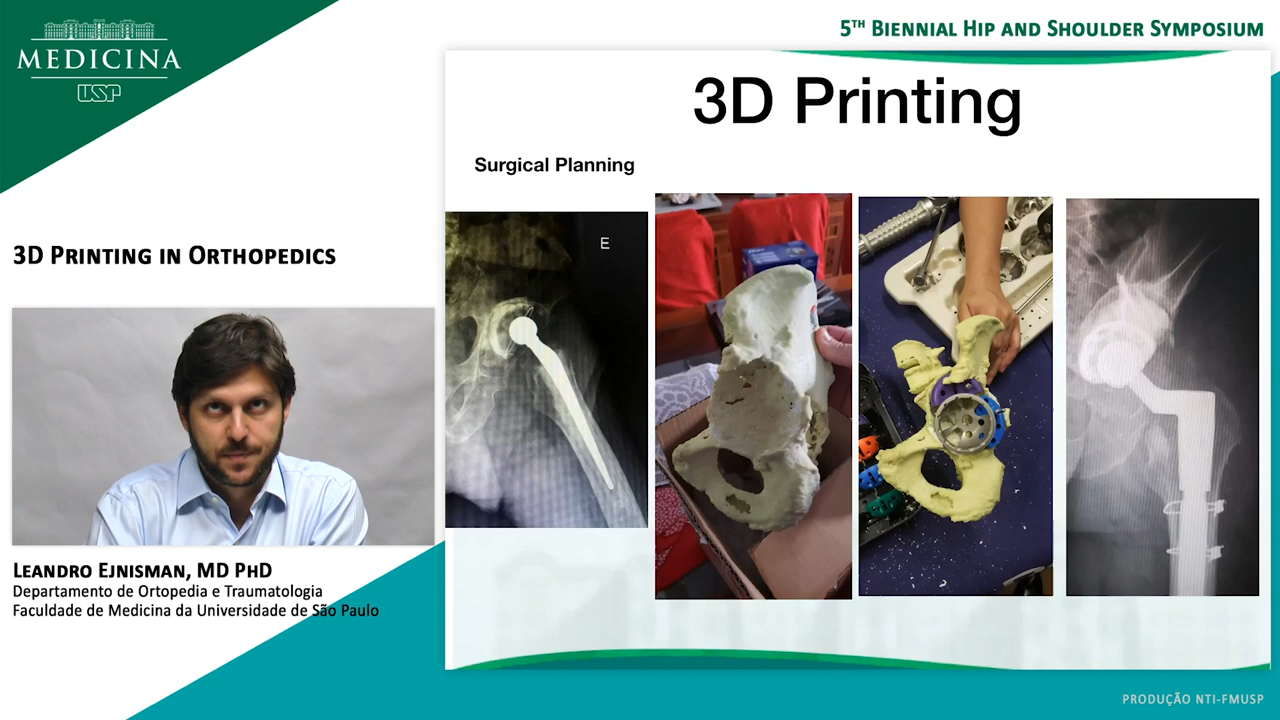 MEDICINA
USP
5TH BIENNIAL HIP AND SHOULDER SYMPOSIUM
3D Printing
Surgical Planning
E
3D PRINTING IN ORTHOPEDICS
LEANDRO EJNISMAN, MD PHD
Departamento de Ortopedia e Traumatologia
Faculdade de Medicina da Universidade de São Paulo
PRODUÇÃO NTI-FMUSP